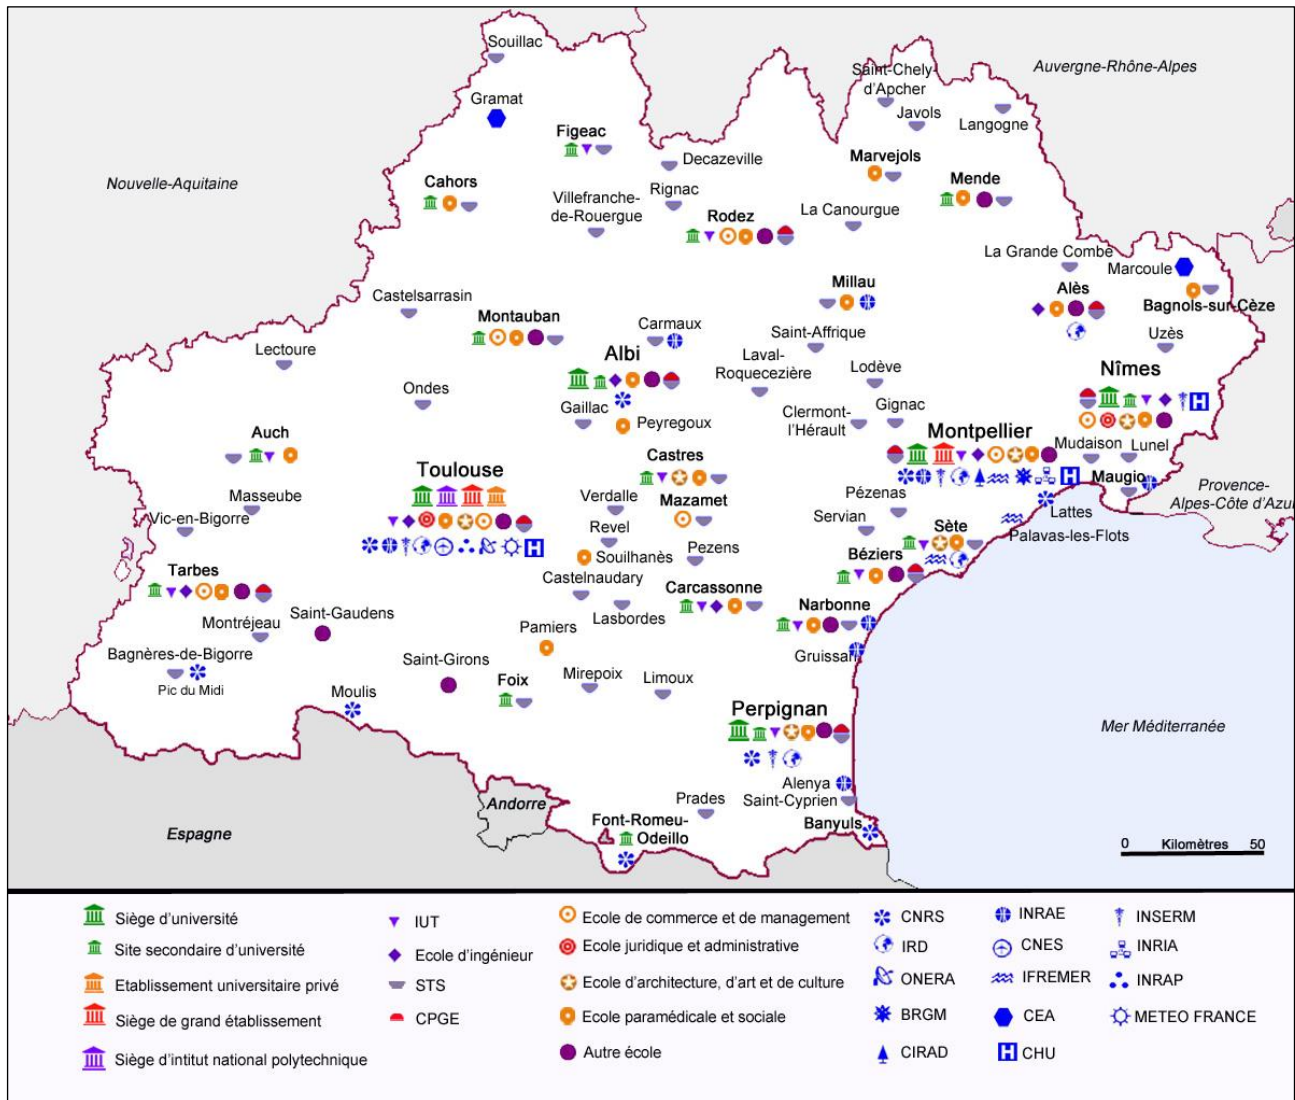 Souillac
Auvergne-Rhône-Alpes
Saint-Chely-
d'Apcher
Gramat
Javols
Langogne
Figeac
Decazeville
Marvejols
Nouvelle-Aquitaine
Cahors
Villefranche-
de-Rouergue
Rignac
Mende
Rodez
La Canourgue
La Grande Combe
Marcoule
Castelsarrasin
Millau
Alès
Bagnols-sur-Cèze
Montauban
Carmaux
Saint-Affrique
Uzès
Lectoure
Albi
Laval-
Roquecezière
Lodève
Nîmes
Ondes
Gaillac
Peyregoux
Clermont-
l'Hérault
Gignac
Auch
Montpellier
Mudaison
Lunel
Castres
Toulouse
Maugio
Provence-
Alpes-Côte d'Azur
Masseube
Verdalle
Mazamet
Pézenas
Lattes
Vic-en-Bigorre
Revel
Servian
Sète
Palavas-les-Flots
Souilhanès
Pezens
Béziers
Tarbes
Castelnaudary
Carcassonne
Saint-Gaudens
Lasbordes
Narbonne
Montréjeau
Pamiers
Bagnères-de-Bigorre
Saint-Girons
Gruissan
Pic du Midi
Moulis
Foix
Mirepoix
Limoux
Perpignan
Mer Méditerranée
Alenya
Andorre
Prades
Saint-Cyprien
Espagne
Font-Romeu-
Odeillo
Banyuls
0 Kilomètres 50
Siège d'université
Site secondaire d'université
Etablissement universitaire privé
Siège de grand établissement
Siège d'intitut national polytechnique
IUT
Ecole d'ingénieur
STS
CPGE
Ecole de commerce et de management
Ecole juridique et administrative
Ecole d'architecture, d'art et de culture
Ecole paramédicale et sociale
Autre école
CNRS
IRD
ONERA
BRGM
CIRAD
INRAE
CNES
IFREMER
CEA
CHU
INSERM
INRIA
INRAP
METEO FRANCE